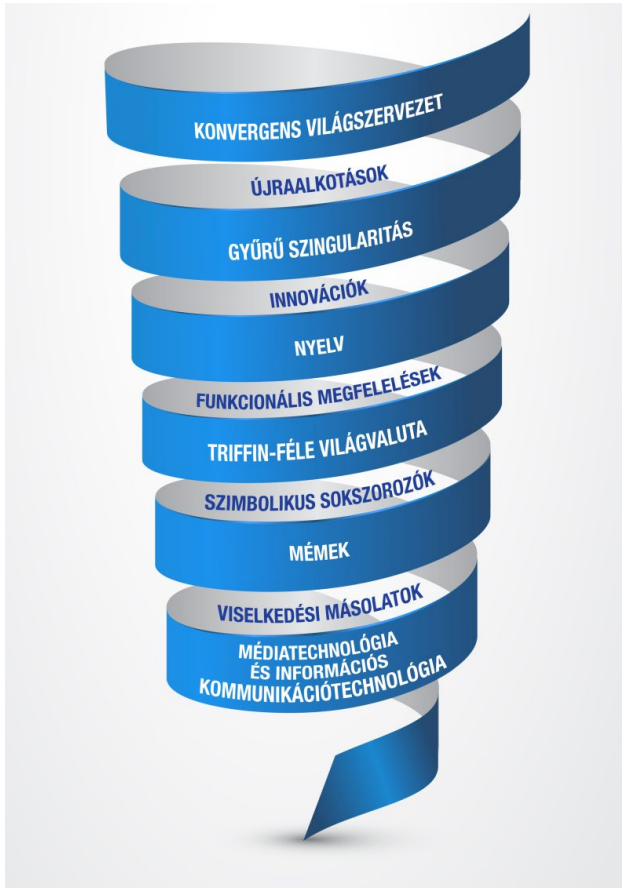 KONVERGENS VILÁGSZERVEZET
ÚJRAALKOTÁSOK
GYŰRŰ SZINGULARITÁS
INNOVÁCIÓK
NYELV
FUNKCIONÁLIS MEGFELELÉSEK
TRIFFIN-FÉLE VILÁGVALUTA
SZIMBOLIKUS SOKSZOROZÓK
MÉMEK
VISELKEDÉSI MÁSOLATOK
MÉDIATECHNOLÓGIA
ÉS INFORMÁCIÓS
KOMMUNIKÁCIÓTECHNOLÓGIA